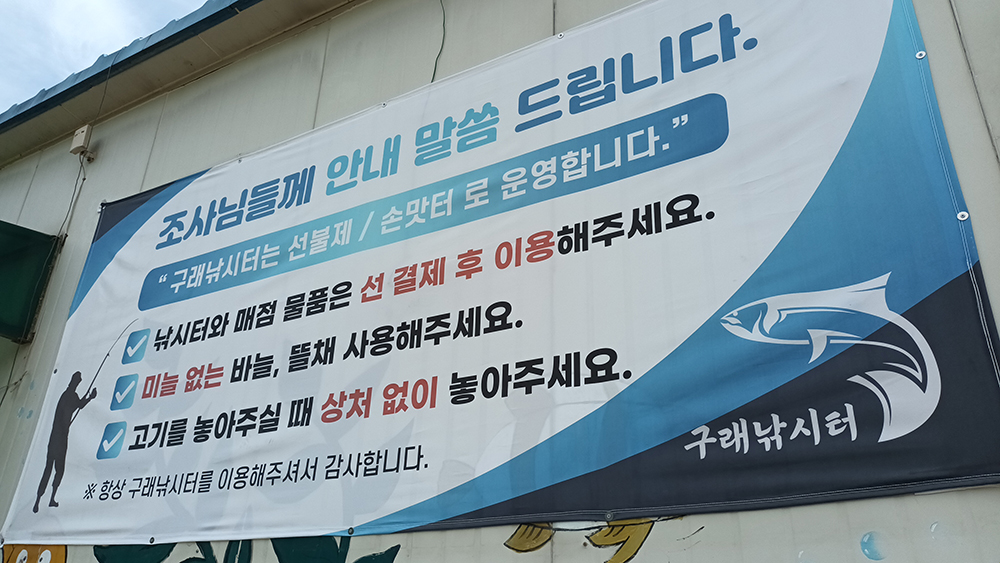 조사님들께 안내 말씀 드립니다.
“구래낚시터는 선불제 / 손맛터 로 운영합니다.”
낚시터와 매점 물품은 선 결제 후 이용해주세요.
미늘 없는 바늘, 뜰채 사용해주세요.
고기를 놓아주실 때 상처 없이 놓아주세요.
※ 항상 구래낚시터를 이용해주셔서 감사합니다.
구래낚시터